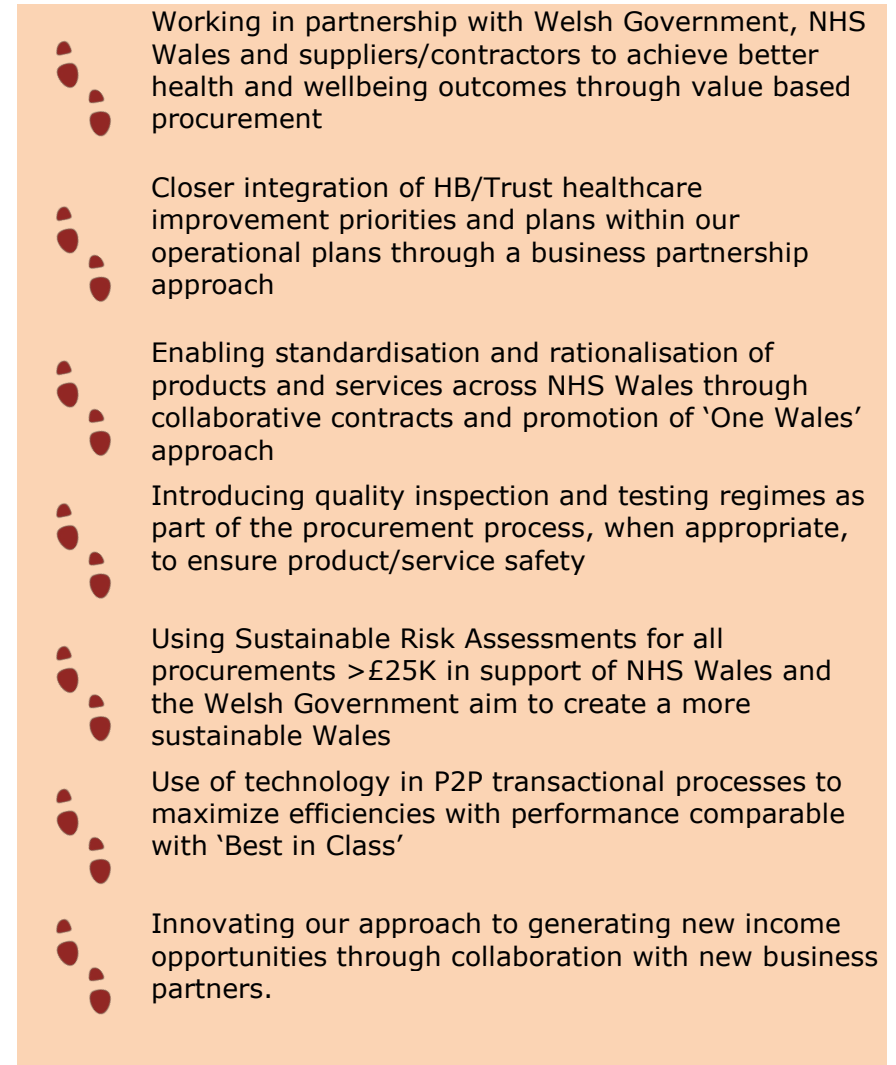 Working in partnership with Welsh Government, NHS
Wales and suppliers/contractors to achieve better
health and wellbeing outcomes through value based
procurement
Closer integration of HB/Trust healthcare
improvement priorities and plans within our
operational plans through a business partnership
approach
Enabling standardisation and rationalisation of
products and services across NHS Wales through
collaborative contracts and promotion of ‘One Wales’
approach
Introducing quality inspection and testing regimes as
part of the procurement process, when appropriate,
to ensure product/service safety
Using Sustainable Risk Assessments for all
procurements >£25K in support of NHS Wales and
the Welsh Government aim to create a more
sustainable Wales
Use of technology in P2P transactional processes to
maximize efficiencies with performance comparable
with ‘Best in Class’
Innovating our approach to generating new income
opportunities through collaboration with new business
partners.